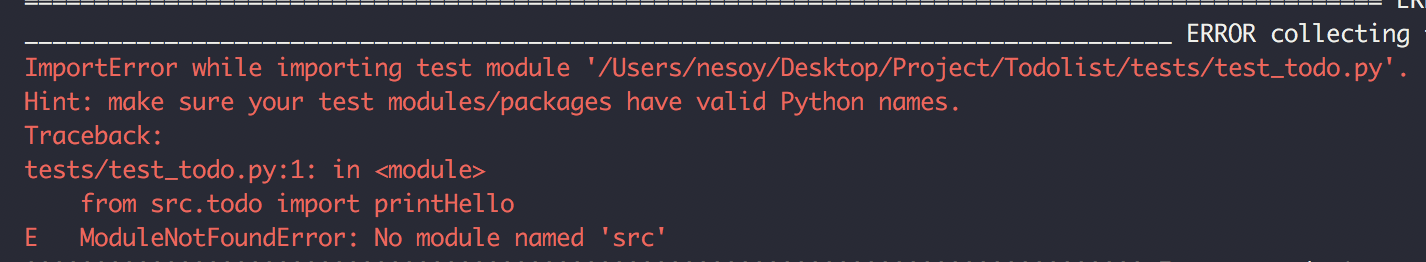 ERROR collecting
ImportError while importing test module '/Users/nesoy/Desktop/Project/Todolist/tests/test_todo.py'.
Hint: make sure your test modules/packages have valid Python names.
Traceback:
tests/test_todo.py:1: in <module>
    from src.todo import printHello
E   ModuleNotFoundError: No module named 'src'